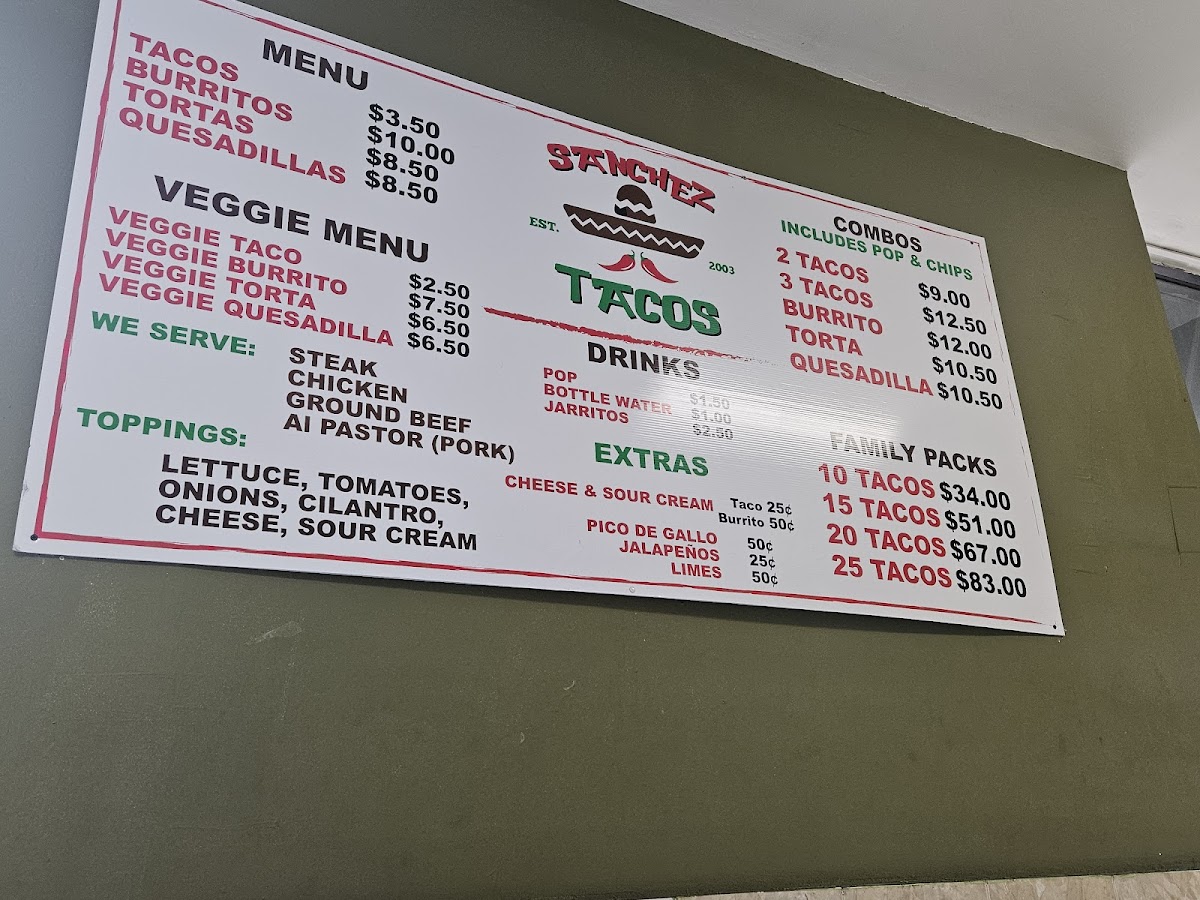 MENU
TACOS $3.50
BURRITOS $10.00
TORTAS $8.50
QUESADILLAS $8.50
VEGGIE MENU
VEGGIE TACO $2.50
VEGGIE BURRITO $7.50
VEGGIE TORTA $6.50
VEGGIE QUESADILLA $6.50
WE SERVE:
STEAK
CHICKEN
GROUND BEEF
Al PASTOR (PORK)
TOPPINGS:
LETTUCE, TOMATOES,
ONIONS, CILANTRO,
CHEESE, SOUR CREAM
SANCHEZ
EST. 2003
TACOS
DRINKS
POP $1.50
BOTTLE WATER $1.00
JARRITOS $2.50
EXTRAS
CHEESE & SOUR CREAM Taco 25¢
Burrito 50¢
PICO DE GALLO 50¢
JALAPEÑOS 25¢
LIMES 50¢
COMBOS
INCLUDES POP & CHIPS
2 TACOS $9.00
3 TACOS $12.50
BURRITO $12.00
TORTA $10.50
QUESADILLA $10.50
FAMILY PACKS
10 TACOS $34.00
15 TACOS $51.00
20 TACOS $67.00
25 TACOS $83.00